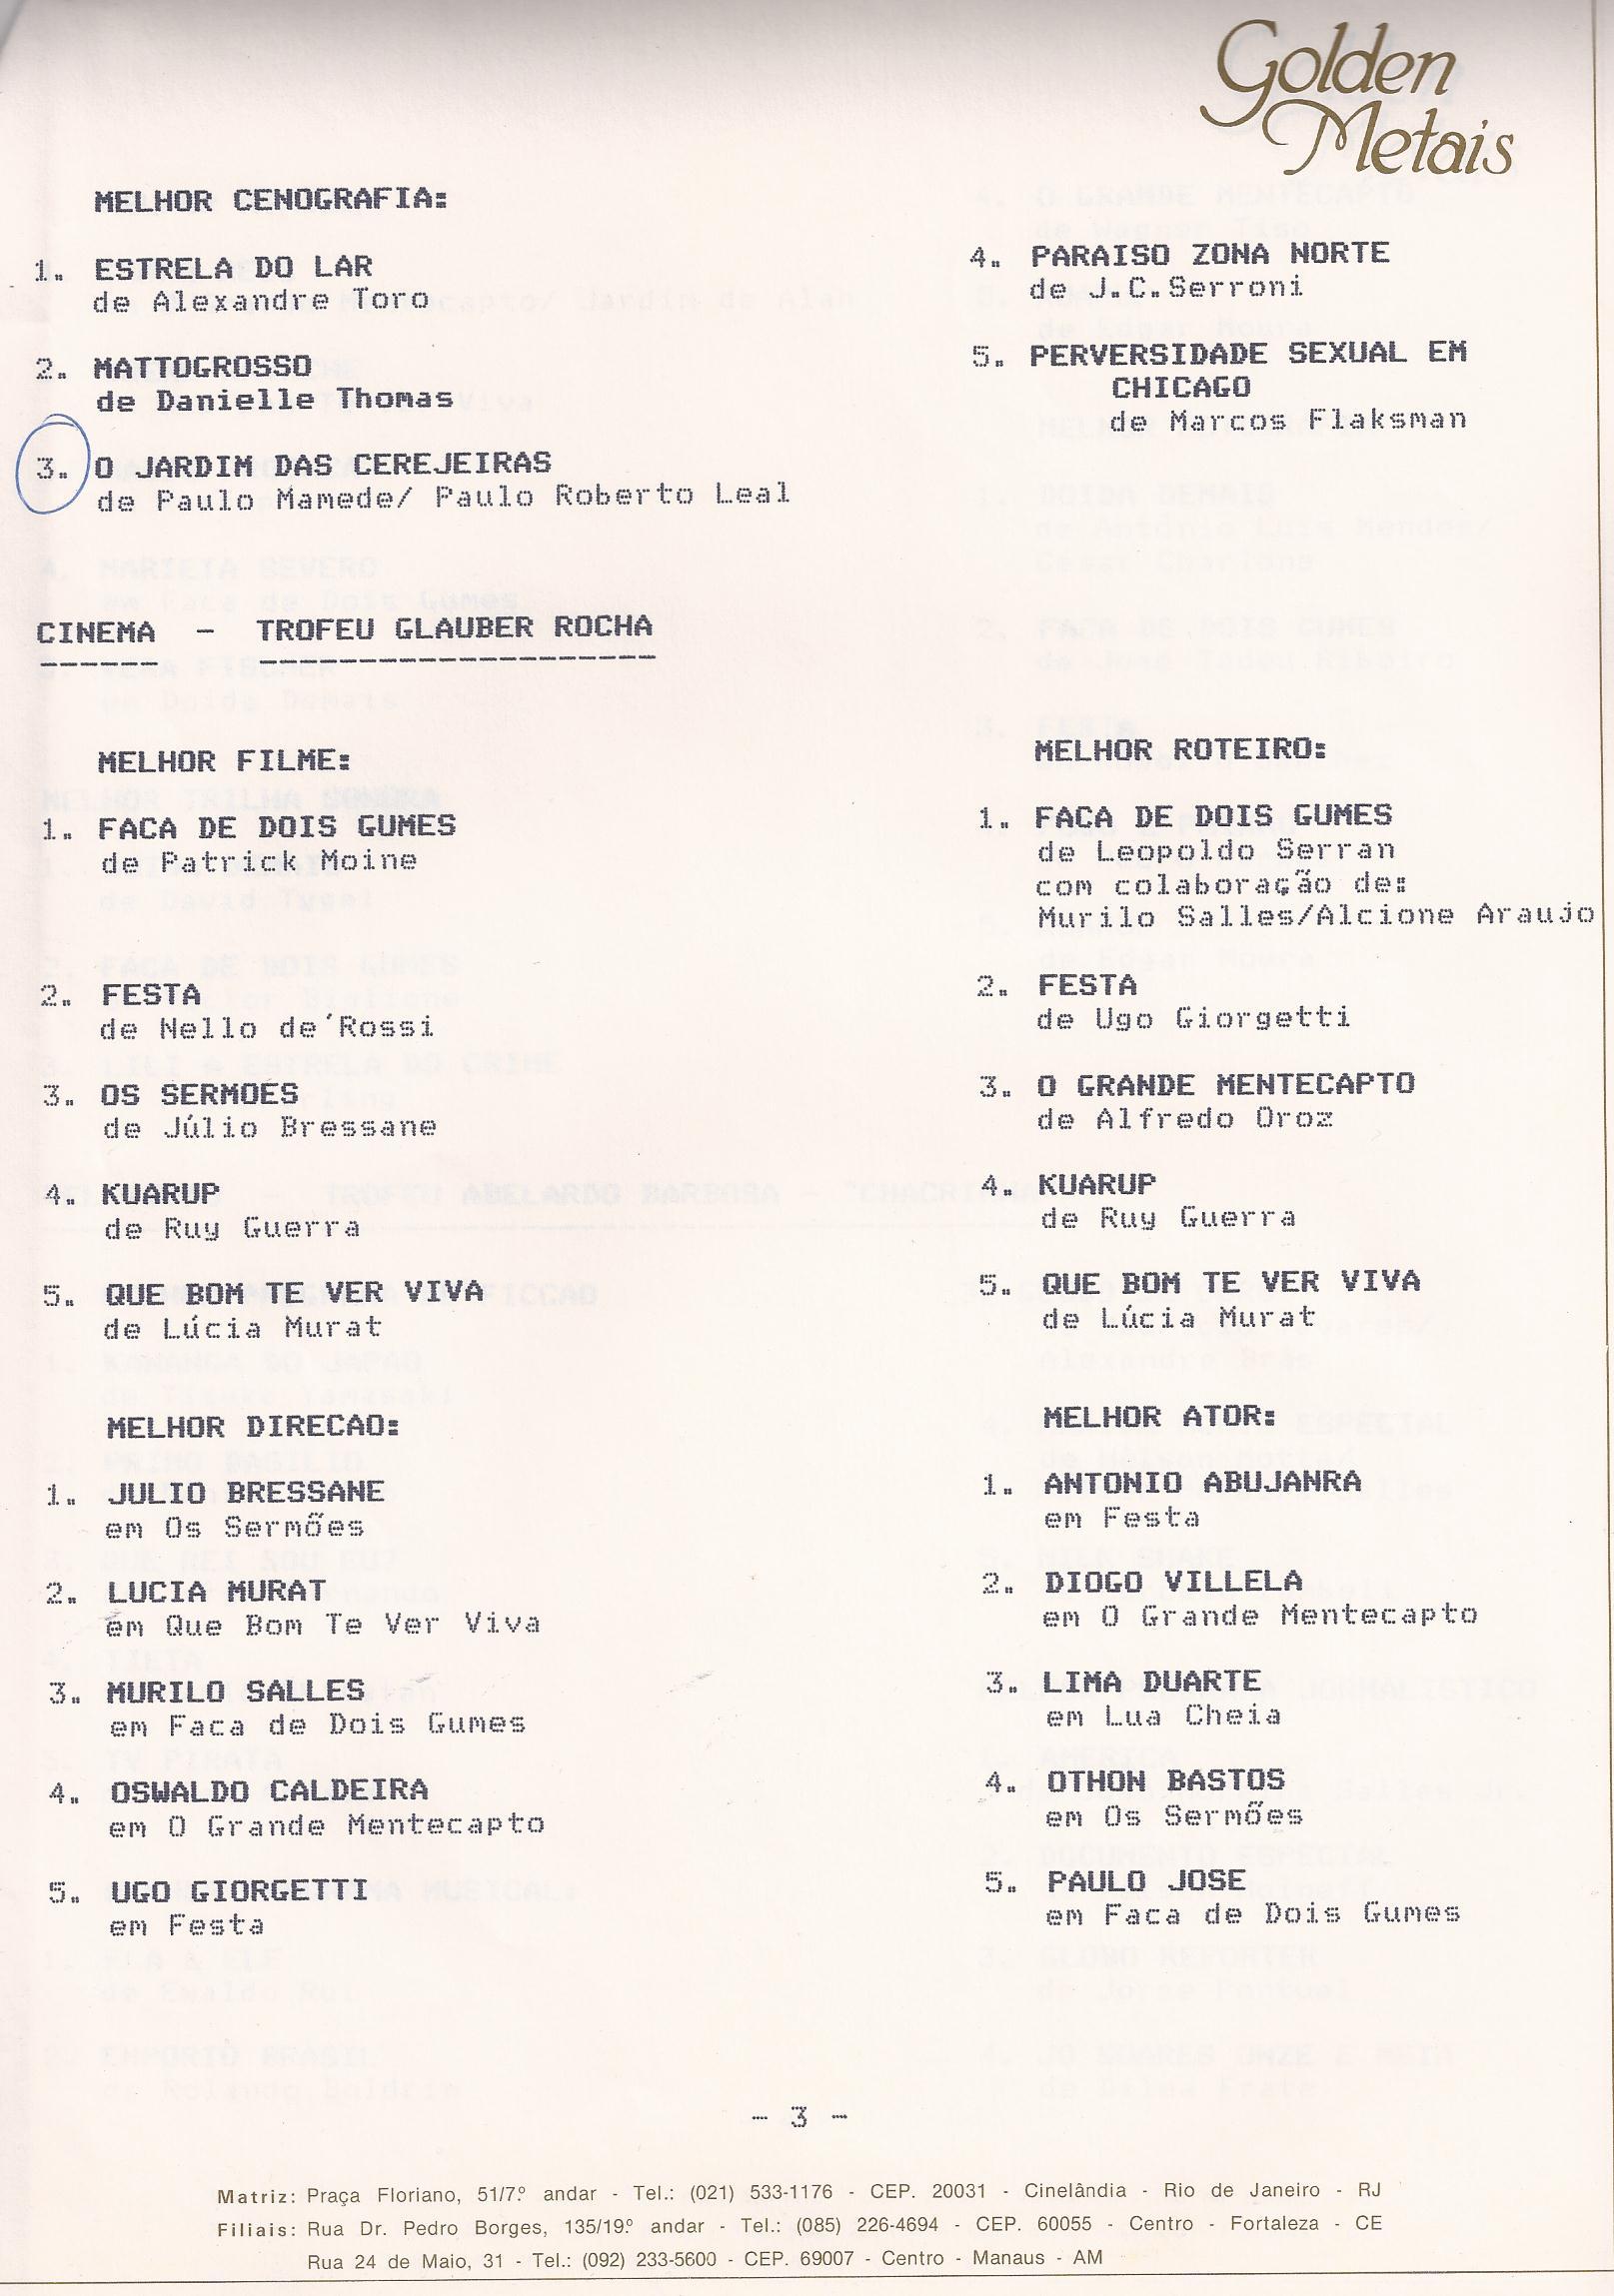 Golden
Metais
MELHOR CENOGRAFIA:
1. ESTRELA DO LAR
de Alexandre Toro
2. MATTOGROSSO
de Danielle Thomas
3. O JARDIM DAS CEREJEIRAS
de Paulo Mamede/ Paulo Roberto Leal
4. PARAISO ZONA NORTE
de J.C.Serroni
5. PERVERSIDADE SEXUAL EM
CHICAGO
de Marcos Flaksman
CINEMA - TROFEU GLAUBER ROCHA
MELHOR FILME:
1. FACA DE DOIS GUMES
de Patrick Moine
2. FESTA
de Nello de'Rossi
3. OS SERMOES
de Júlio Bressane
4. KUARUP
de Ruy Guerra
5. QUE BOM TE VER VIVA
de Lúcia Murat
MELHOR DIRECAO:
1. JULIO BRESSANE
em Os Sermões
2. LUCIA MURAT
em Que Bom Te Ver Viva
3. MURILO SALLES
em Faca de Dois Gumes
4. OSWALDO CALDEIRA
em O Grande Mentecapto
5. UGO GIORGETTI
em Festa
MELHOR ROTEIRO:
1. FACA DE DOIS GUMES
de Leopoldo Serran
com colaboração de:
Murilo Salles/Alcione Araujo
2. FESTA
de Ugo Giorgetti
3. O GRANDE MENTECAPTO
de Alfredo Oroz
4. KUARUP
de Ruy Guerra
5. QUE BOM TE VER VIVA
de Lúcia Murat
MELHOR ATOR:
1. ANTONIO ABUJANRA
em Festa
2. DIOGO VILLELA
em O Grande Mentecapto
3. LIMA DUARTE
em Lua Cheia
4. OTHON BASTOS
em Os Sermões
5. PAULO JOSE
em Faca de Dois Gumes
- 3 -
Matriz: Praça Floriano, 51/7º andar - Tel.: (021) 533-1176 - CEP. 20031 - Cinelândia - Rio de Janeiro - RJ
Filiais: Rua Dr. Pedro Borges, 135/19º andar - Tel.: (085) 226-4694 - CEP. 60055 - Centro - Fortaleza - CE
Rua 24 de Maio, 31 - Tel.: (092) 233-5600 - CEP. 69007 - Centro - Manaus - AM